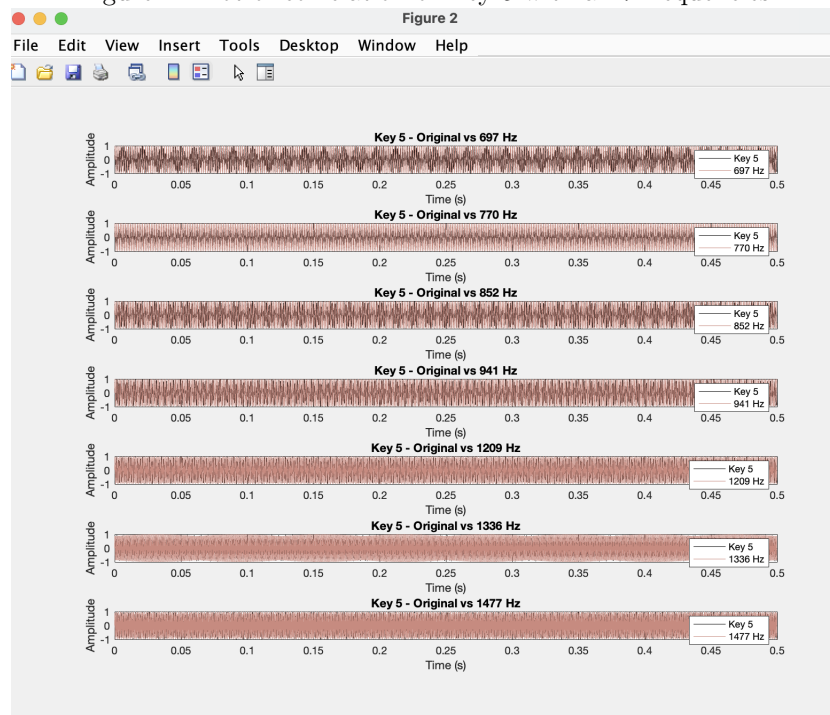 Figure 2
File Edit View Insert Tools Desktop Window Help
Key 5 - Original vs 697 Hz
Amplitude
1
0
-1
Key 5
697 Hz
0 0.05 0.1 0.15 0.2 0.25 0.3 0.35 0.4 0.45 0.5
Time (s)
Key 5 - Original vs 770 Hz
Amplitude
1
0
-1
Key 5
770 Hz
0 0.05 0.1 0.15 0.2 0.25 0.3 0.35 0.4 0.45 0.5
Time (s)
Key 5 - Original vs 852 Hz
Amplitude
1
0
-1
Key 5
852 Hz
0 0.05 0.1 0.15 0.2 0.25 0.3 0.35 0.4 0.45 0.5
Time (s)
Key 5 - Original vs 941 Hz
Amplitude
1
0
-1
Key 5
941 Hz
0 0.05 0.1 0.15 0.2 0.25 0.3 0.35 0.4 0.45 0.5
Time (s)
Key 5 - Original vs 1209 Hz
Amplitude
1
0
-1
Key 5
1209 Hz
0 0.05 0.1 0.15 0.2 0.25 0.3 0.35 0.4 0.45 0.5
Time (s)
Key 5 - Original vs 1336 Hz
Amplitude
1
0
-1
Key 5
1336 Hz
0 0.05 0.1 0.15 0.2 0.25 0.3 0.35 0.4 0.45 0.5
Time (s)
Key 5 - Original vs 1477 Hz
Amplitude
1
0
-1
Key 5
1477 Hz
0 0.05 0.1 0.15 0.2 0.25 0.3 0.35 0.4 0.45 0.5
Time (s)